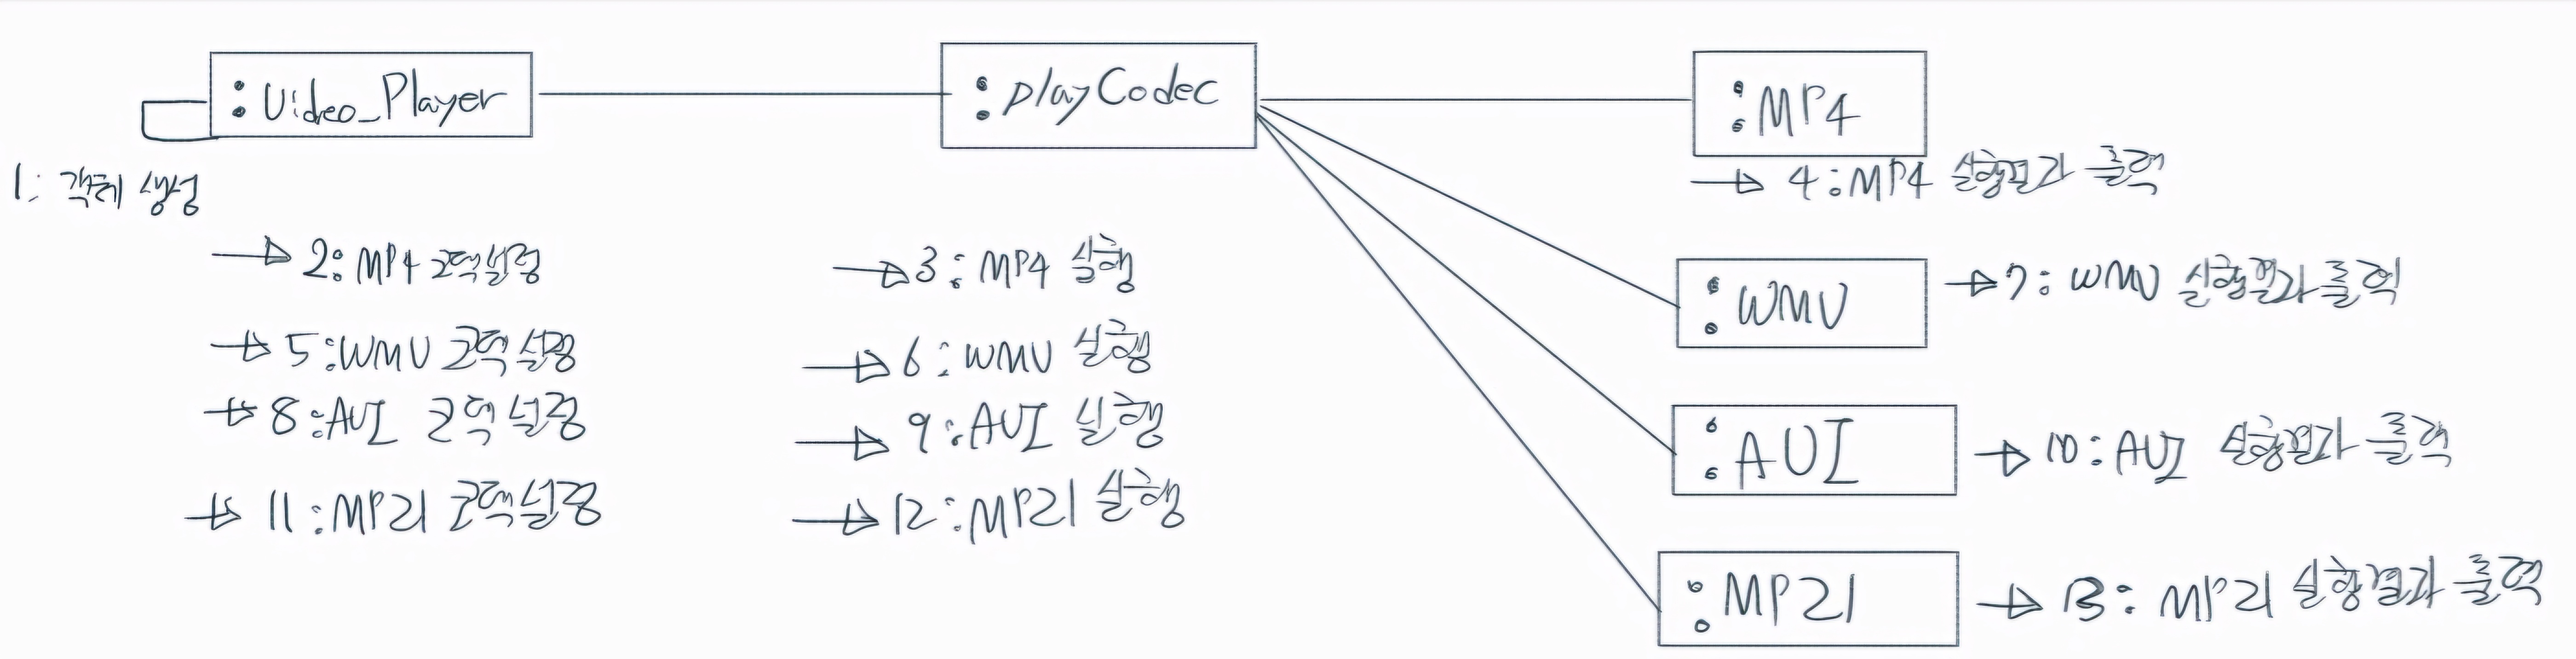 :Video_Player
:playCodec
:MP4
1: 객체 생성
→ 4:MP4 실행결과 출력
→ 2:MP4 코덱설정
→ 3:MP4 실행
:WMV
→ 7: WMV 실행결과 출력
→ 5:WMV 코덱설정
→ 6:WMV 실행
→ 8:AVI 코덱설정
→ 9:AVI 실행
:AVI
→ 10:AVI 실행결과 출력
→ 11:MP21 코덱설정
→ 12:MP21 실행
:MP21
→ 13: MP21 실행결과 출력